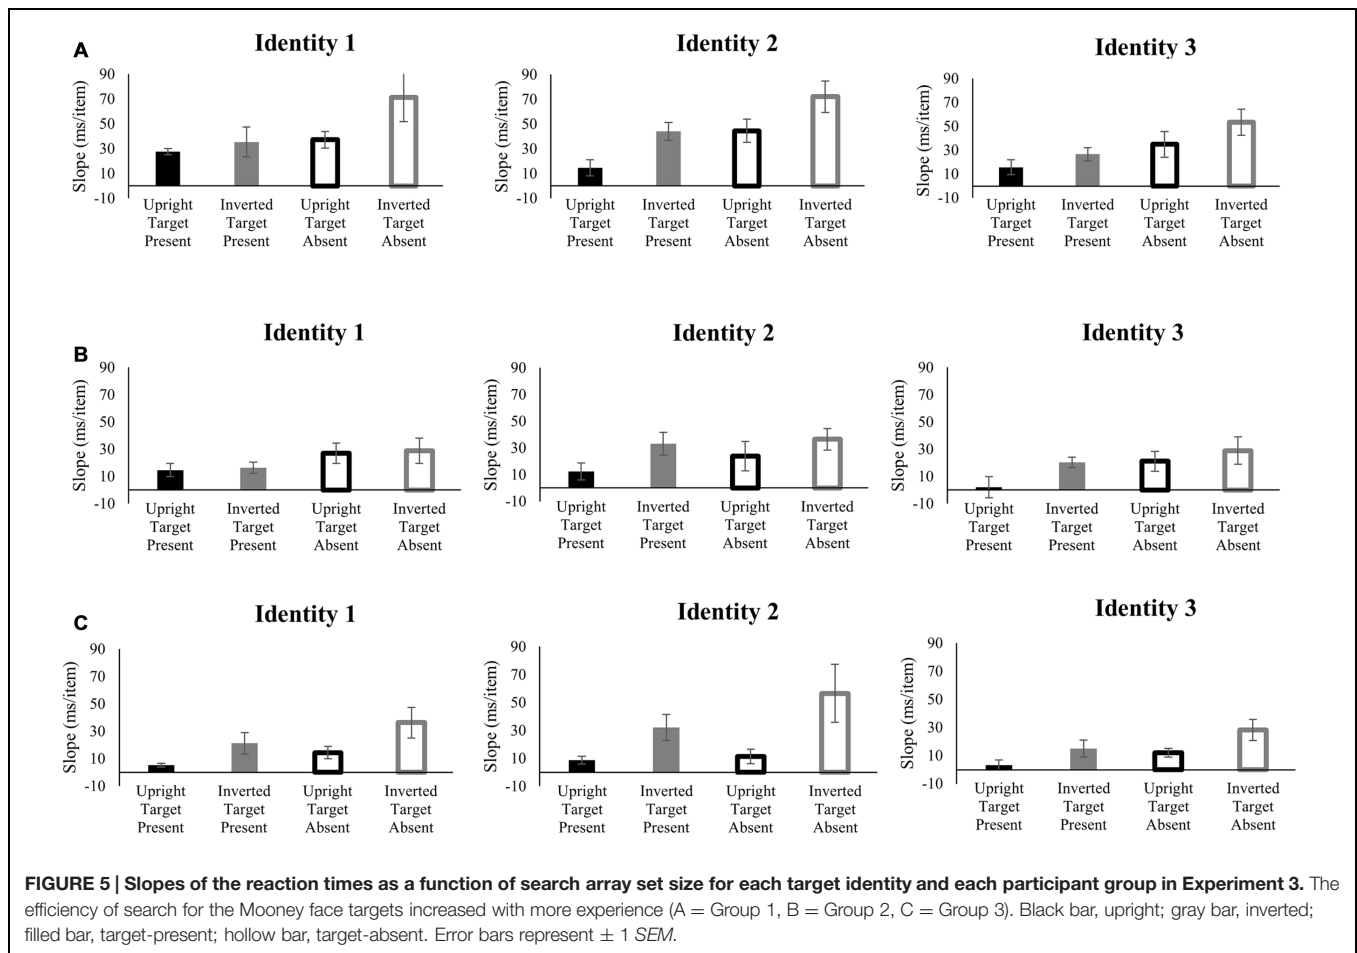 A
Identity 1
Identity 2
Identity 3
Slope (ms/item)
90
70
50
30
10
-10
Upright Inverted Upright Inverted
Target Target Target Target
Present Present Absent Absent
Slope (ms/item)
90
70
50
30
10
-10
Upright Inverted Upright Inverted
Target Target Target Target
Present Present Absent Absent
Slope (ms/item)
90
70
50
30
10
-10
Upright Inverted Upright Inverted
Target Target Target Target
Present Present Absent Absent
B
Identity 1
Identity 2
Identity 3
Slope (ms/item)
90
70
50
30
10
-10
Upright Inverted Upright Inverted
Target Target Target Target
Present Present Absent Absent
Slope (ms/item)
90
70
50
30
10
-10
Upright Inverted Upright Inverted
Target Target Target Target
Present Present Absent Absent
Slope (ms/item)
90
70
50
30
10
-10
Upright Inverted Upright Inverted
Target Target Target Target
Present Present Absent Absent
C
Identity 1
Identity 2
Identity 3
Slope (ms/item)
90
70
50
30
10
-10
Upright Inverted Upright Inverted
Target Target Target Target
Present Present Absent Absent
Slope (ms/item)
90
70
50
30
10
-10
Upright Inverted Upright Inverted
Target Target Target Target
Present Present Absent Absent
Slope (ms/item)
90
70
50
30
10
-10
Upright Inverted Upright Inverted
Target Target Target Target
Present Present Absent Absent
FIGURE 5 | Slopes of the reaction times as a function of search array set size for each target identity and each participant group in Experiment 3. The
efficiency of search for the Mooney face targets increased with more experience (A = Group 1, B = Group 2, C = Group 3). Black bar, upright; gray bar, inverted;
filled bar, target-present; hollow bar, target-absent. Error bars represent ± 1 SEM.